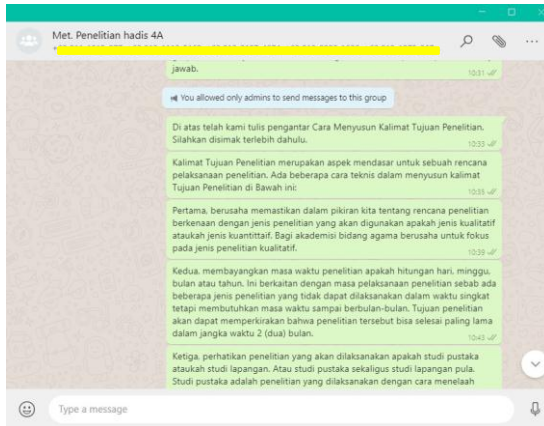 Met. Penelitian hadis 4A
jawab.
10:31
You allowed only admins to send messages to this group
Di atas telah kami tulis pengantar Cara Menyusun Kalimat Tujuan Penelitian.
Silahkan disimak terlebih dahulu.
10:33
Kalimat Tujuan Penelitian merupakan aspek mendasar untuk sebuah rencana
pelaksanaan penelitian. Ada beberapa cara teknis dalam menyusun kalimat
Tujuan Penelitian di Bawah ini:
10:35
Pertama, berusaha memastikan dalam pikiran kita tentang rencana penelitian
berkenaan dengan jenis penelitian yang akan digunakan apakah jenis kualitatif
ataukah jenis kuantittaif. Bagi akademisi bidang agama berusaha untuk fokus
pada jenis penelitian kualitatif.
10:39
Kedua, membayangkan masa waktu penelitian apakah hitungan hari, minggu,
bulan atau tahun. Ini berkaitan dengan masa pelaksanaan penelitian sebab ada
beberapa jenis penelitian yang tidak dapat dilaksanakan dalam waktu singkat
tetapi membutuhkan masa waktu sampai berbulan-bulan. Tujuan penelitian
akan dapat memperkirakan bahwa penelitian tersebut bisa selesai paling lama
dalam jangka waktu 2 (dua) bulan.
10:43
Ketiga, perhatikan penelitian yang akan dilaksanakan apakah studi pustaka
ataukah studi lapangan. Atau studi pustaka sekaligus studi lapangan pula.
Studi pustaka adalah penelitian yang dilaksanakan dengan cara menelaah
Type a message